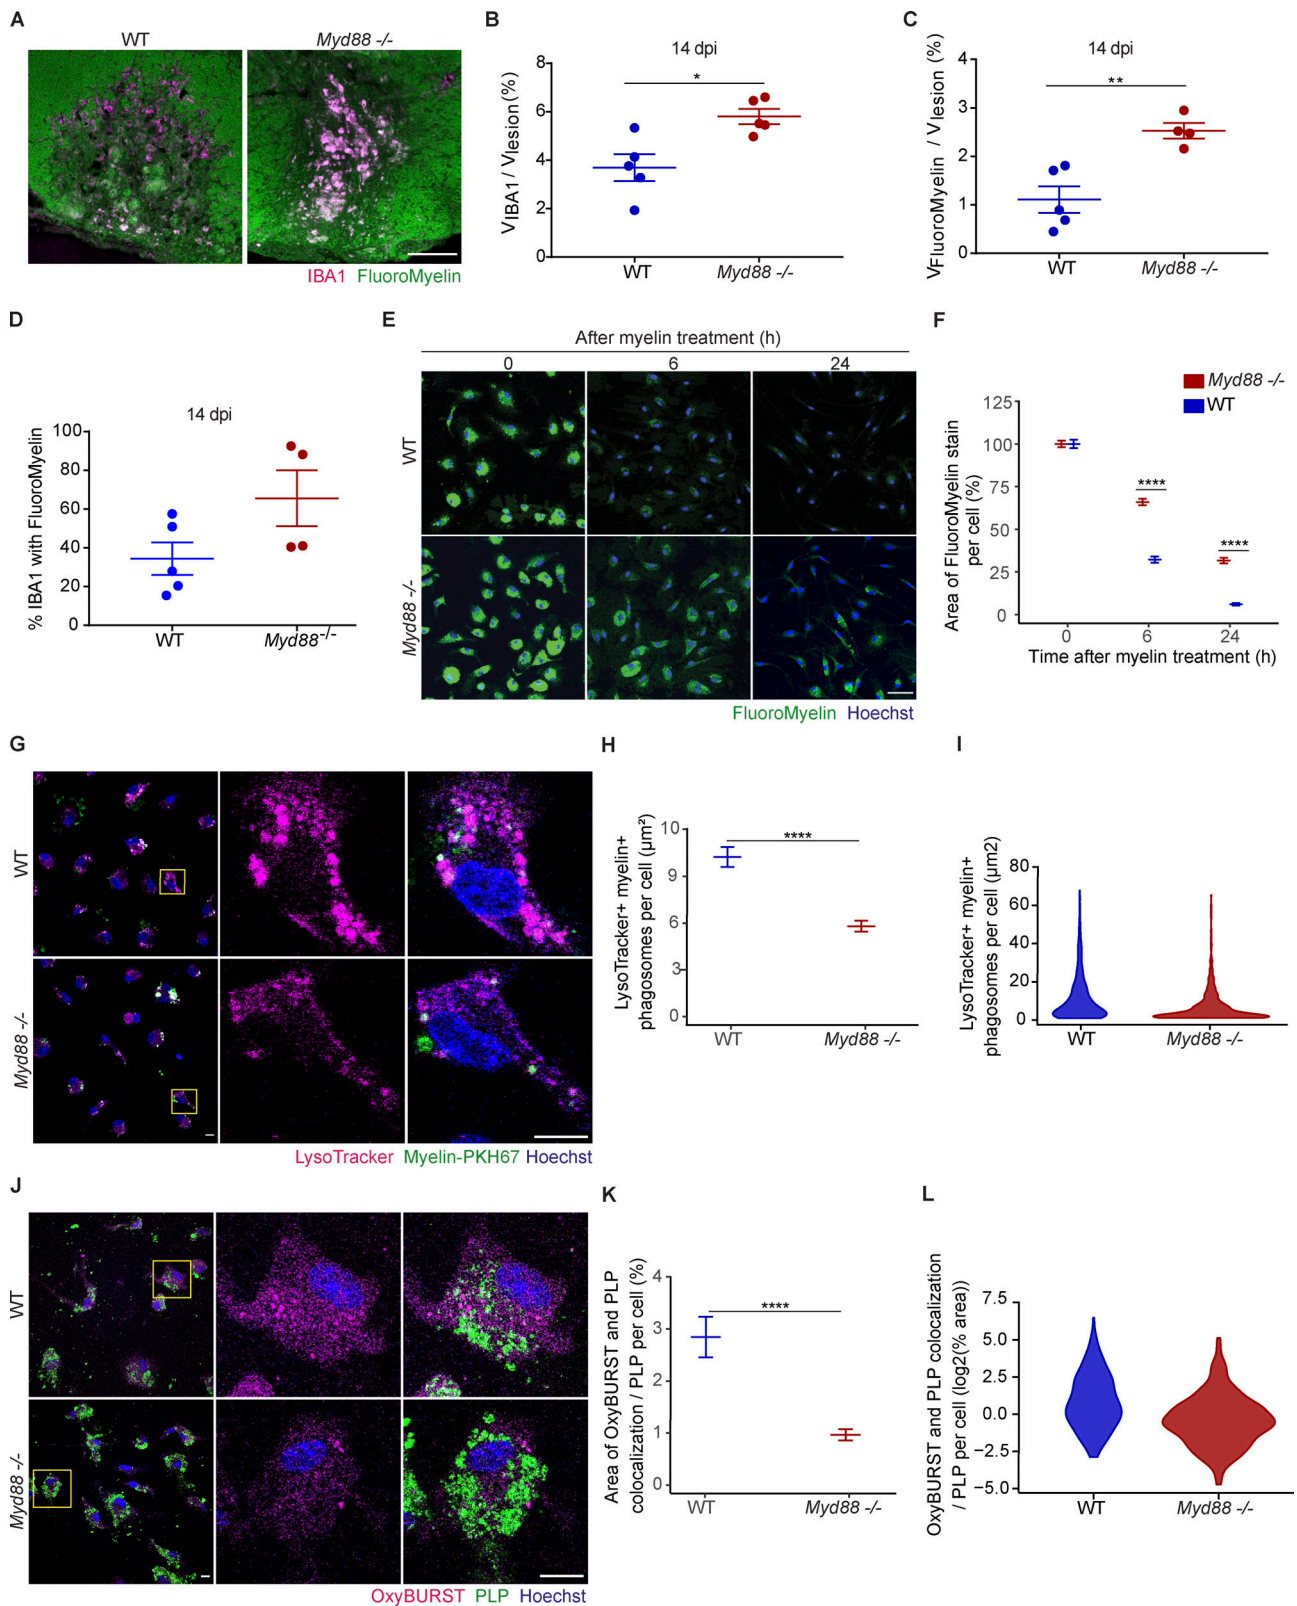 A
WT
Myd88 -/-
IBA1 FluoroMyelin
B
14 dpi
*
VIBA1 / Vlesion (%)
8
6
4
2
0
WT
Myd88 -/-
C
14 dpi
**
VFluoroMyelin / Vlesion (%)
4
3
2
1
0
WT
Myd88 -/-
D
14 dpi
% IBA1 with FluoroMyelin
100
80
60
40
20
0
WT
Myd88-/-
E
After myelin treatment (h)
0 6 24
WT
Myd88 -/-
FluoroMyelin Hoechst
F
Myd88 -/-
WT
Area of FluoroMyelin stain
per cell (%)
125
100
75
50
25
0
****
****
0 6 24
Time after myelin treatment (h)
G
WT
Myd88 -/-
LysoTracker Myelin-PKH67 Hoechst
H
LysoTracker+ myelin+
phagosomes per cell (µm²)
10
9
6
3
0
****
WT
Myd88 -/-
I
LysoTracker+ myelin+
phagosomes per cell (µm2)
80
60
40
20
0
WT
Myd88 -/-
J
WT
Myd88 -/-
OxyBURST PLP Hoechst
K
Area of OxyBURST and PLP
colocalization / PLP per cell (%)
4
3
2
1
0
****
WT
Myd88 -/-
L
OxyBURST and PLP colocalization
/ PLP per cell (log2(% area))
7.5
5.0
2.5
0.0
−2.5
−5.0
WT
Myd88 -/-